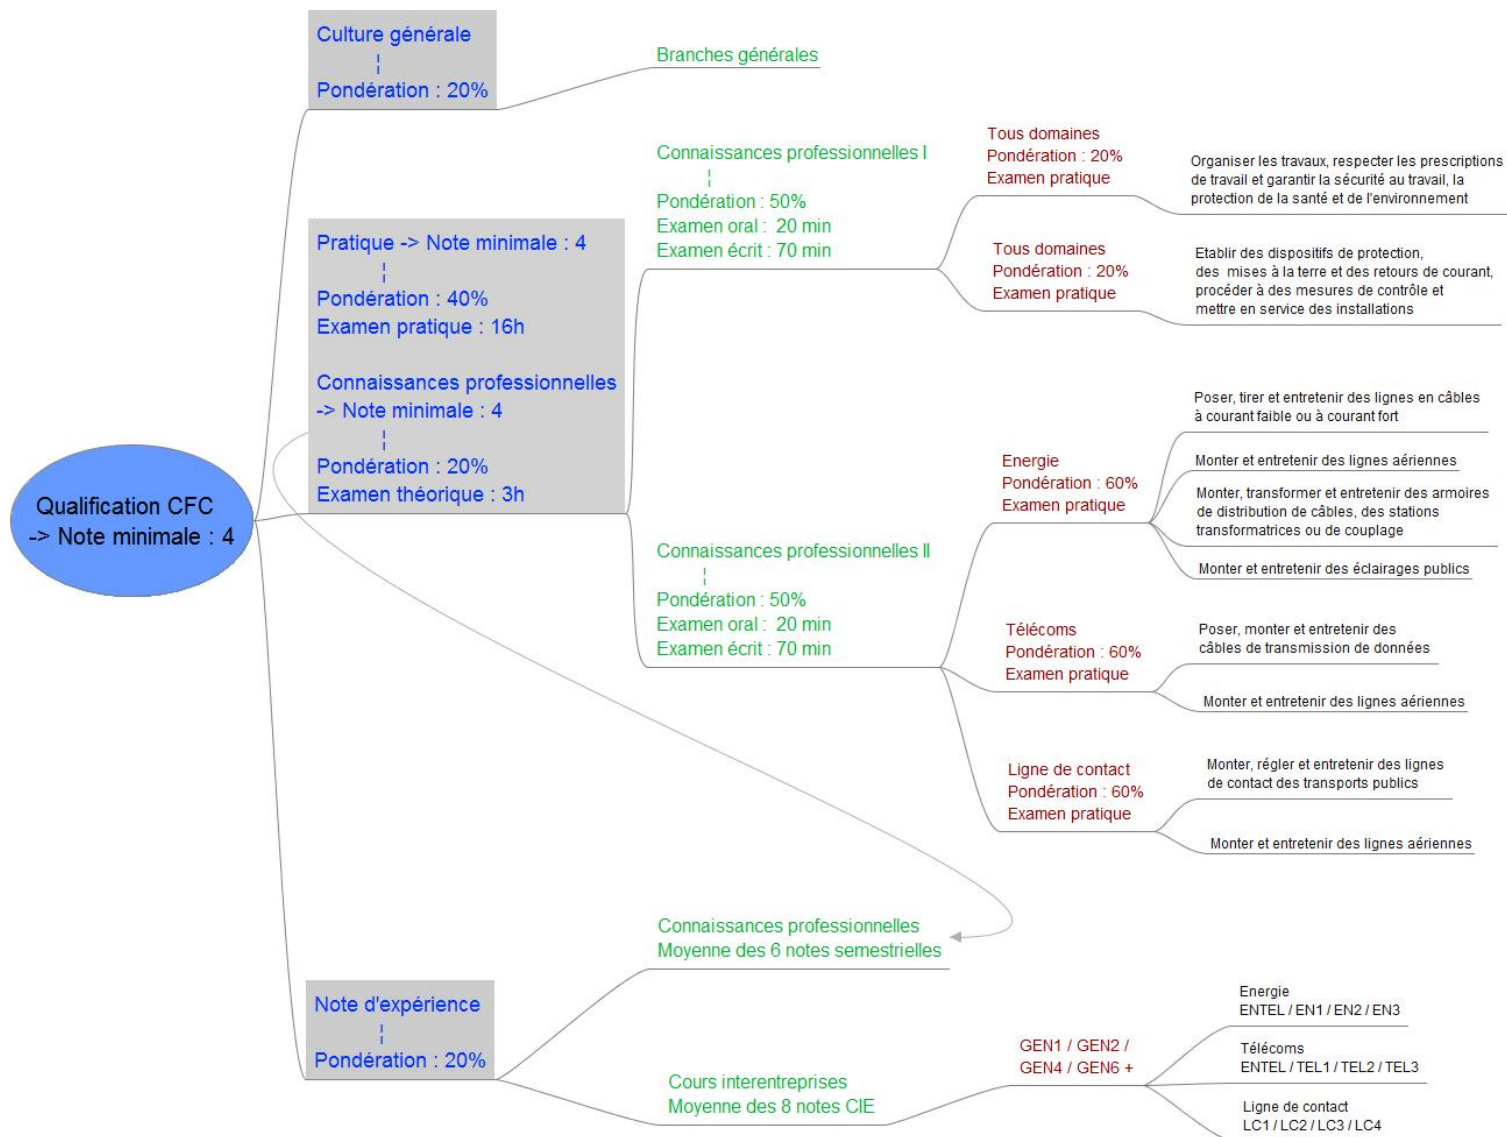 Qualification CFC
-> Note minimale : 4
Culture générale
Pondération : 20%
Branches générales
Pratique -> Note minimale : 4
Pondération : 40%
Examen pratique : 16h
Connaissances professionnelles
-> Note minimale : 4
Pondération : 20%
Examen théorique : 3h
Connaissances professionnelles I
Pondération : 50%
Examen oral : 20 min
Examen écrit : 70 min
Tous domaines
Pondération : 20%
Examen pratique
Organiser les travaux, respecter les prescriptions
de travail et garantir la sécurité au travail, la
protection de la santé et de l'environnement
Tous domaines
Pondération : 20%
Examen pratique
Etablir des dispositifs de protection,
des mises à la terre et des retours de courant,
procéder à des mesures de contrôle et
mettre en service des installations
Connaissances professionnelles II
Pondération : 50%
Examen oral : 20 min
Examen écrit : 70 min
Energie
Pondération : 60%
Examen pratique
Poser, tirer et entretenir des lignes en câbles
à courant faible ou à courant fort
Monter et entretenir des lignes aériennes
Monter, transformer et entretenir des armoires
de distribution de câbles, des stations
transformatrices ou de couplage
Monter et entretenir des éclairages publics
Télécoms
Pondération : 60%
Examen pratique
Poser, monter et entretenir des
câbles de transmission de données
Monter et entretenir des lignes aériennes
Ligne de contact
Pondération : 60%
Examen pratique
Monter, régler et entretenir des lignes
de contact des transports publics
Monter et entretenir des lignes aériennes
Note d'expérience
Pondération : 20%
Connaissances professionnelles
Moyenne des 6 notes semestrielles
Cours interentreprises
Moyenne des 8 notes CIE
GEN1 / GEN2 /
GEN4 / GEN6 +
Energie
ENTEL / EN1 / EN2 / EN3
Télécoms
ENTEL / TEL1 / TEL2 / TEL3
Ligne de contact
LC1 / LC2 / LC3 / LC4